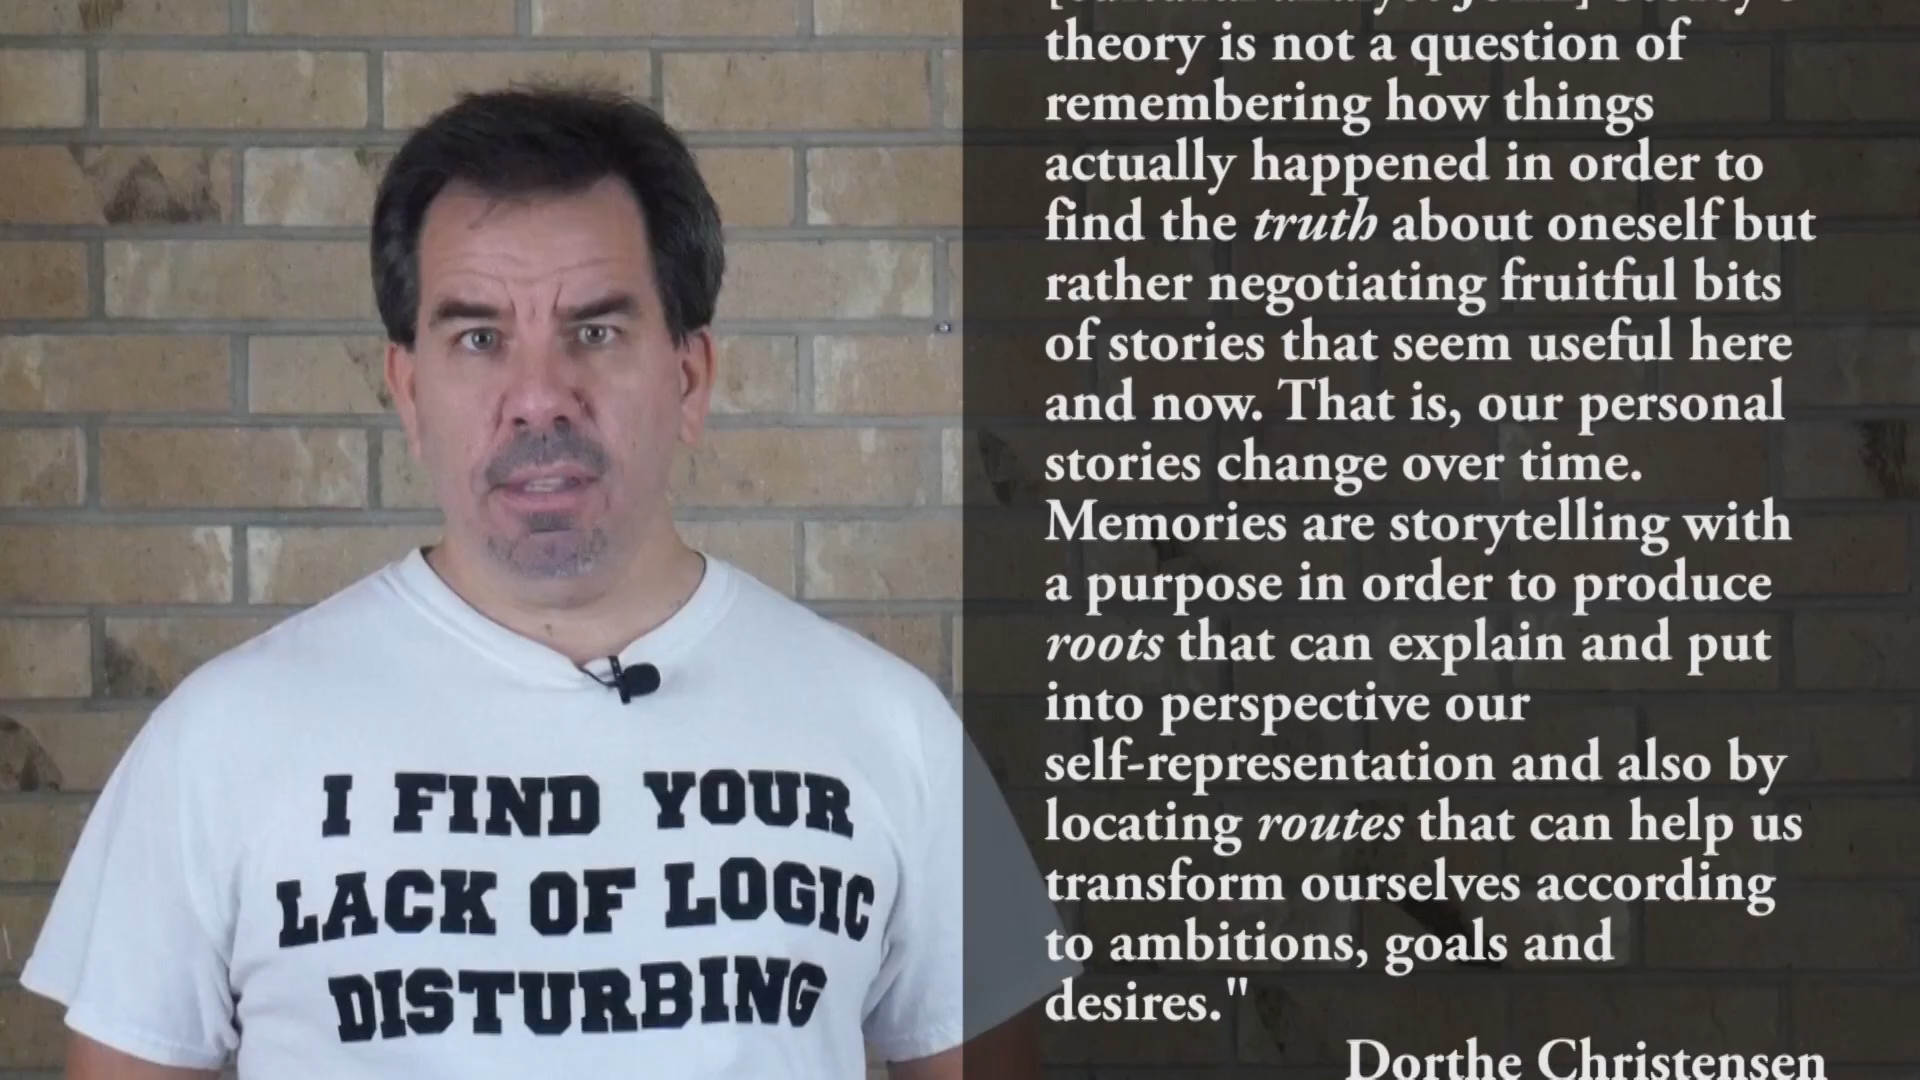 I FIND YOUR
LACK OF LOGIC
DISTURBING
theory is not a question of
remembering how things
actually happened in order to
find the truth about oneself but
rather negotiating fruitful bits
of stories that seem useful here
and now. That is, our personal
stories change over time.
Memories are storytelling with
a purpose in order to produce
roots that can explain and put
into perspective our
self-representation and also by
locating routes that can help us
transform ourselves according
to ambitions, goals and
desires."
Dorthe Christensen